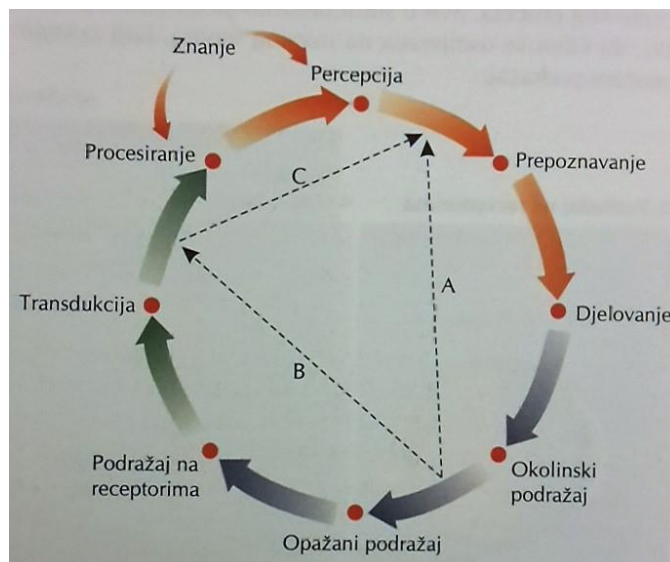 Znanje
Percepcija
Procesiranje
Prepoznavanje
C
A
Transdukcija
Djelovanje
B
Podražaj na
receptorima
Okolinski
podražaj
Opažani podražaj